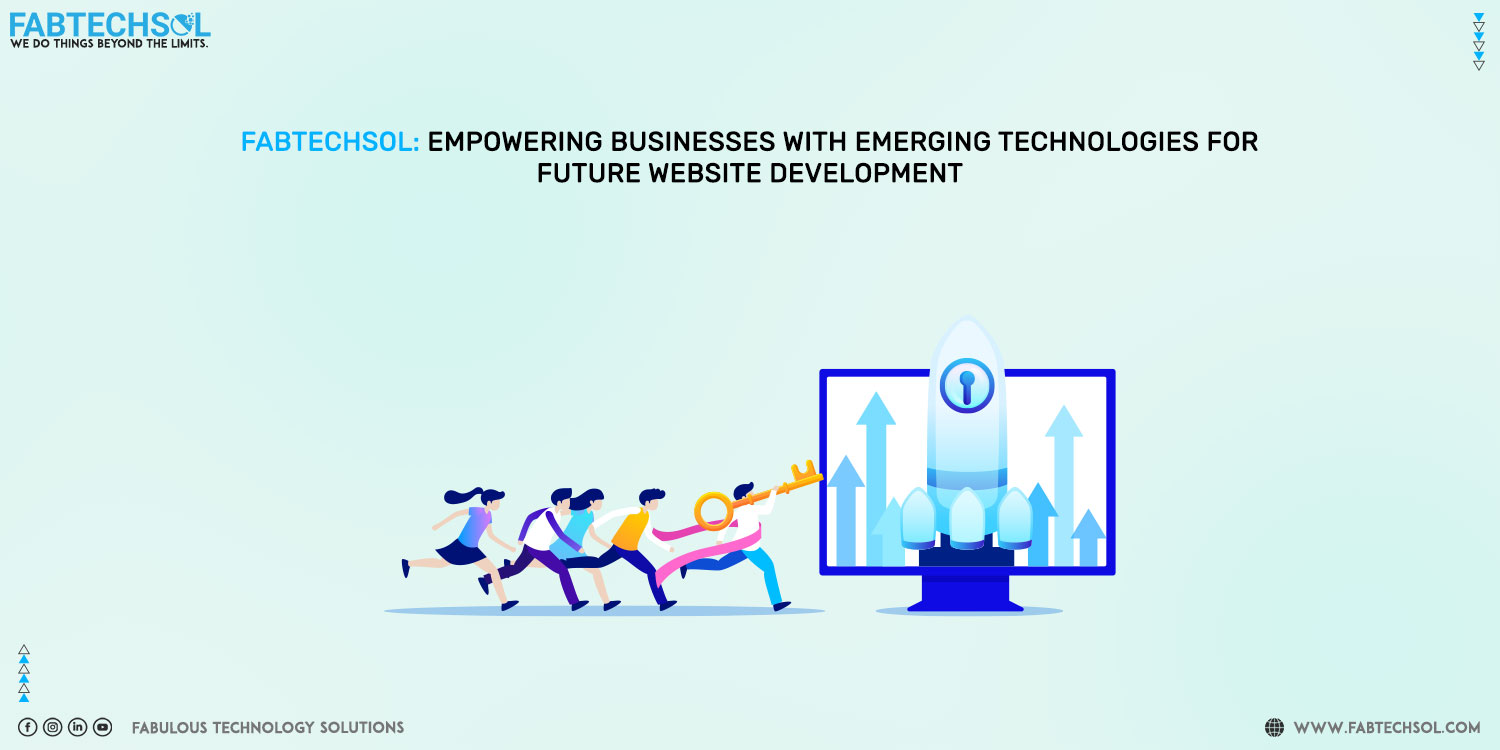 FABTECHSOL
WE DO THINGS BEYOND THE LIMITS.
FABTECHSOL: EMPOWERING BUSINESSES WITH EMERGING TECHNOLOGIES FOR
FUTURE WEBSITE DEVELOPMENT
FABULOUS TECHNOLOGY SOLUTIONS
WWW.FABTECHSOL.COM